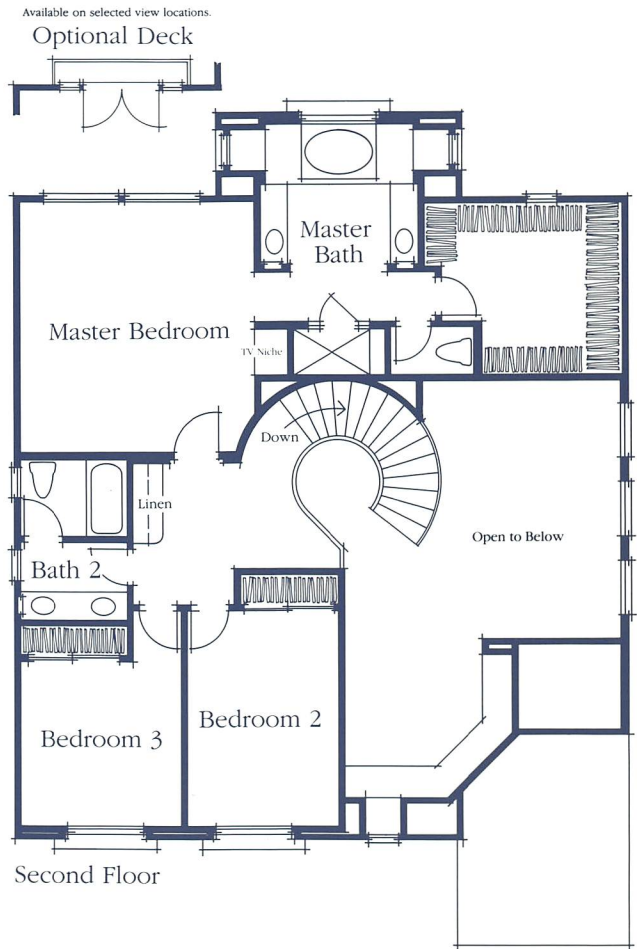 Available on selected view locations.
Optional Deck
Master
Bath
Master Bedroom
TV Niche
Down
Linen
Open to Below
Bath 2
Bedroom 2
Bedroom 3
Second Floor